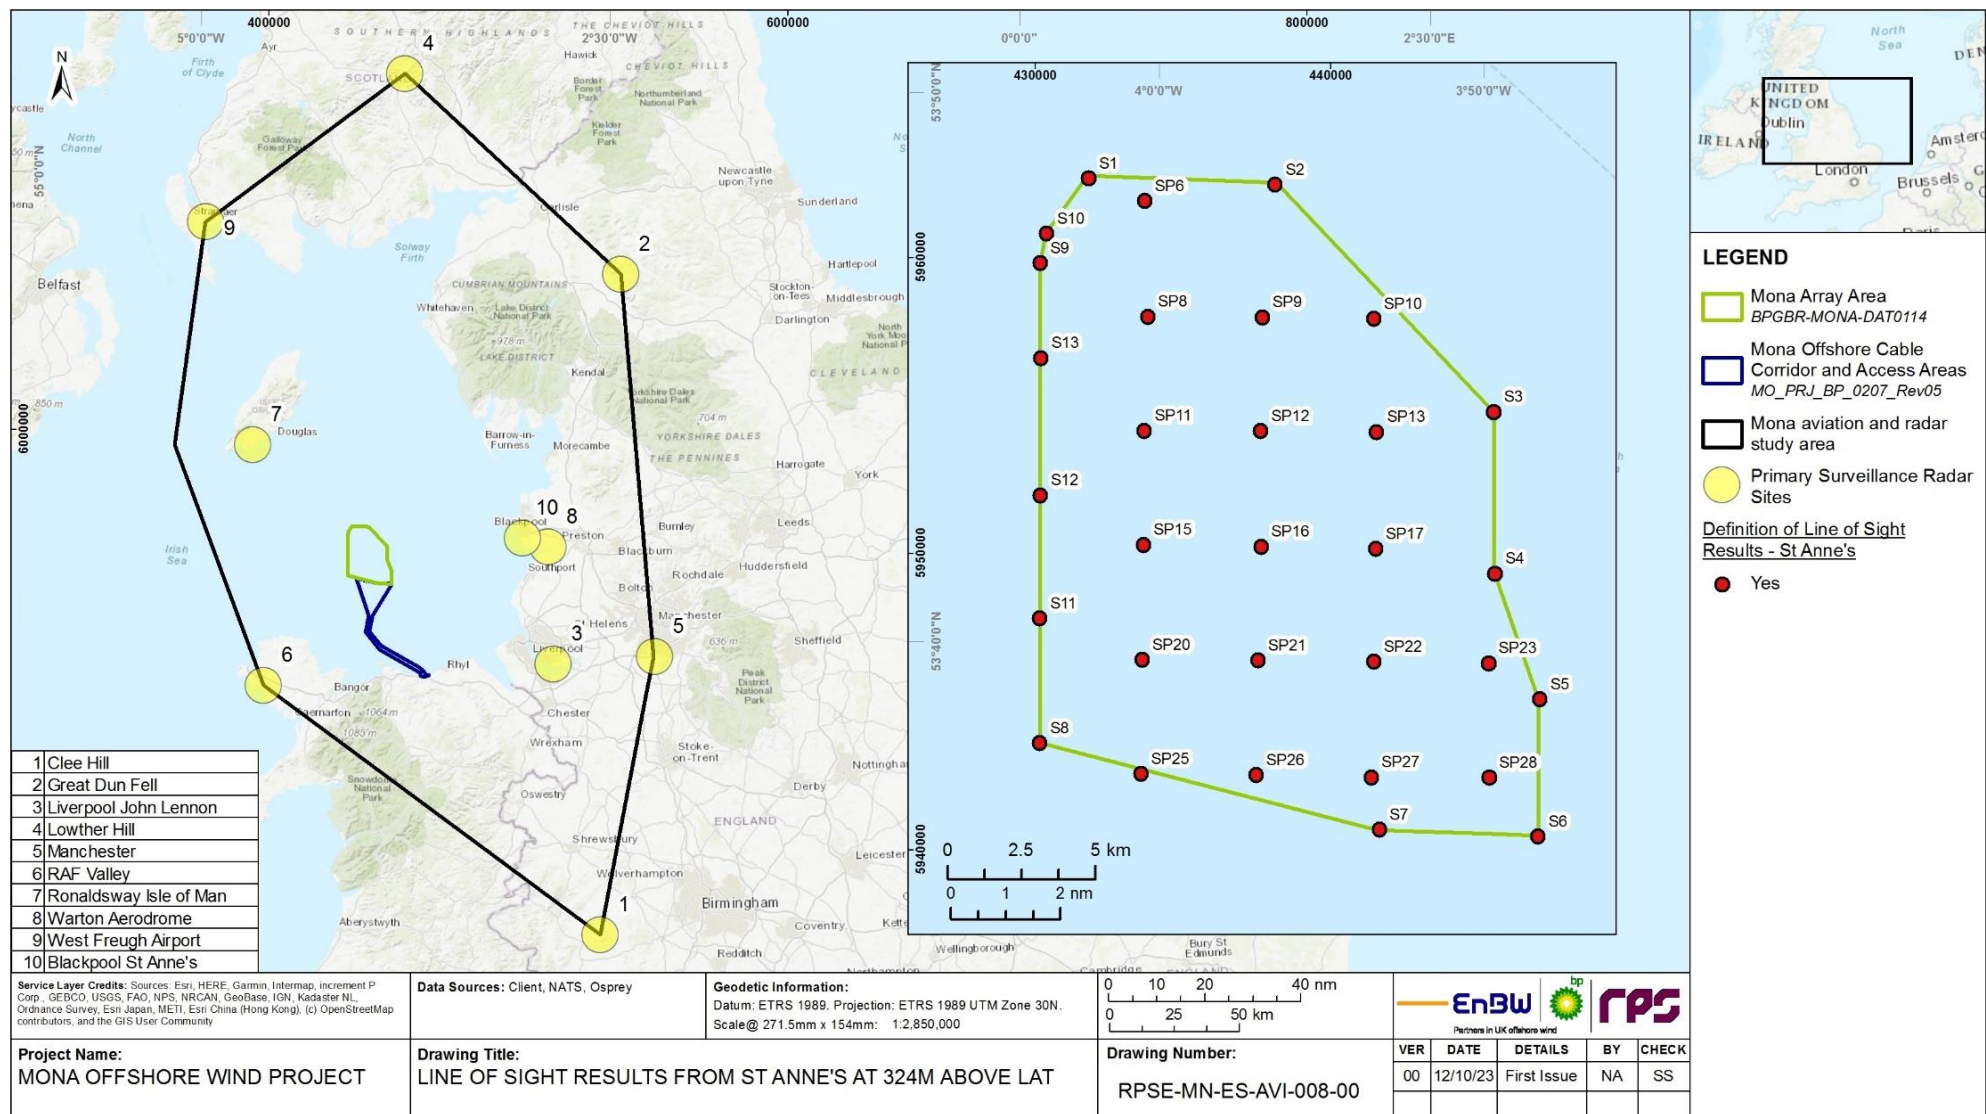 400000
600000
800000
5°0'0"W
2°30'0"W
0°0'0"
2°30'0"E
THE CHEVIOT HILLS
SOUTHERN HIGHLANDS
Ayr
Hawick
Firth
of Clyde
N
4
CHEVIOT HILLS
Border
Forest
Park
Northumberland
National Park
Kielder
Forest
Park
North
Channel
Galloway
Forest Park
55°0'0"N
Newcastle
upon Tyne
Sunderland
Carlisle
9
Solway
Firth
2
Hartlepool
Belfast
CUMBRIAN MOUNTAINS
Whitehaven
Lake District
National Park
Stockton-
on-Tees
Middlesbrough
Darlington
978 m
LAKE DISTRICT
Kendal
North
York Moo
National P
CLEVELAND
Yorkshire Dales
National Park
850 m
704 m
YORKSHIRE DALES
THE PENNINES
7
Douglas
Barrow-in-
Furness
Morecambe
6000000
Harrogate
York
10
8
Blackpool
Preston
Burnley
Leeds
Blackburn
Irish
Sea
Southport
Rochdale
Huddersfield
Bolton
Manchester
St Helens
636 m
Sheffield
3
5
Liverpool
6
Rhyl
Peak
District
National
Park
Bangor
Caernarfon
1064 m
1085 m
Chester
Wrexham
Stoke-
on-Trent
Snowdonia
National
Park
Nottingha
Derby
Oswestry
ENGLAND
Shrewsbury
Leicester
Wolverhampton
1
Birmingham
Aberystwyth
Coventry
Kette
Redditch
Wellingborough
Bury St
Edmunds
Northampton
Cambridge
ENGLAND
1 Clee Hill
2 Great Dun Fell
3 Liverpool John Lennon
4 Lowther Hill
5 Manchester
6 RAF Valley
7 Ronaldsway Isle of Man
8 Warton Aerodrome
9 West Freugh Airport
10 Blackpool St Anne's
430000
440000
4°0'0"W
3°50'0"W
53°50'0"N
5960000
5950000
53°40'0"N
5940000
S1
S2
SP6
S10
S9
SP8
SP9
SP10
S13
S3
SP11
SP12
SP13
S12
SP15
SP16
SP17
S4
S11
SP20
SP21
SP22
SP23
S5
S8
SP25
SP26
SP27
SP28
S7
S6
0 2.5 5 km
0 1 2 nm
North
Sea
DEN
UNITED
KINGDOM
Dublin
IRELAND
Amster
London
Brussels
LEGEND
Mona Array Area
BPGBR-MONA-DAT0114
Mona Offshore Cable
Corridor and Access Areas
MO_PRJ_BP_0207_Rev05
Mona aviation and radar
study area
Primary Surveillance Radar
Sites
Definition of Line of Sight
Results - St Anne's
Yes
Service Layer Credits: Sources: Esri, HERE, Garmin, Intermap, increment P
Corp., GEBCO, USGS, FAO, NPS, NRCAN, GeoBase, IGN, Kadaster NL,
Ordnance Survey, Esri Japan, METI, Esri China (Hong Kong), (c) OpenStreetMap
contributors, and the GIS User Community
Data Sources: Client, NATS, Osprey
Geodetic Information:
Datum: ETRS 1989. Projection: ETRS 1989 UTM Zone 30N.
Scale@ 271.5mm x 154mm: 1:2,850,000
0 10 20 40 nm
0 25 50 km
EnBW
bp
rps
Partners in UK offshore wind
Project Name:
MONA OFFSHORE WIND PROJECT
Drawing Title:
LINE OF SIGHT RESULTS FROM ST ANNE'S AT 324M ABOVE LAT
Drawing Number:
RPSE-MN-ES-AVI-008-00
VER DATE DETAILS BY CHECK
00 12/10/23 First Issue NA SS